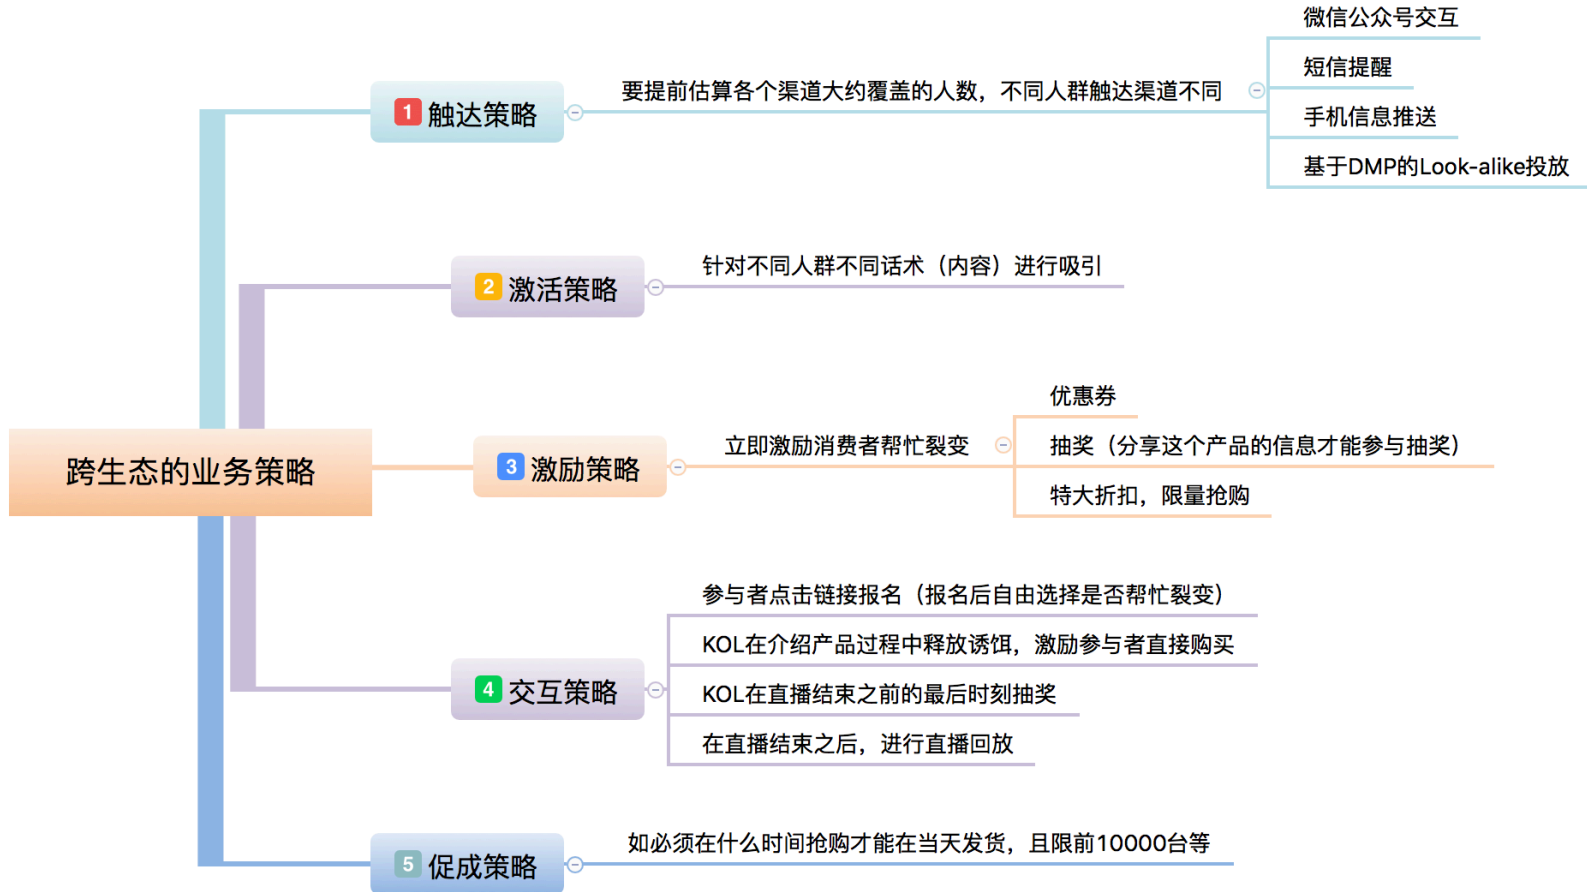 跨生态的业务策略
1 触达策略
要提前估算各个渠道大约覆盖的人数，不同人群触达渠道不同
微信公众号交互
短信提醒
手机信息推送
基于DMP的Look-alike投放
2 激活策略
针对不同人群不同话术（内容）进行吸引
3 激励策略
立即激励消费者帮忙裂变
优惠券
抽奖（分享这个产品的信息才能参与抽奖）
特大折扣，限量抢购
4 交互策略
参与者点击链接报名（报名后自由选择是否帮忙裂变）
KOL在介绍产品过程中释放诱饵，激励参与者直接购买
KOL在直播结束之前的最后时刻抽奖
在直播结束之后，进行直播回放
5 促成策略
如必须在什么时间抢购才能在当天发货，且限前10000台等